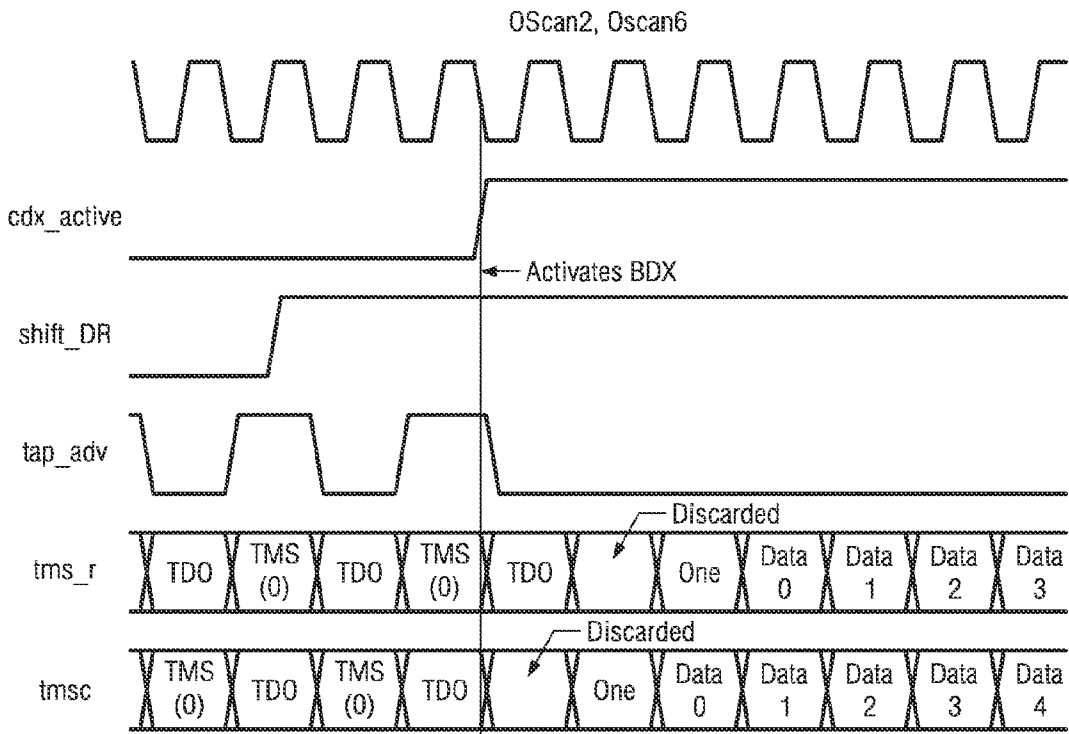 OScan2, Oscan6
cdx_active
Activates BDX
shift_DR
tap_adv
Discarded
tms_r TDO TMS (0) TDO TMS (0) TDO One Data 0 Data 1 Data 2 Data 3
Discarded
tmsc TMS (0) TDO TMS (0) TDO One Data 0 Data 1 Data 2 Data 3 Data 4